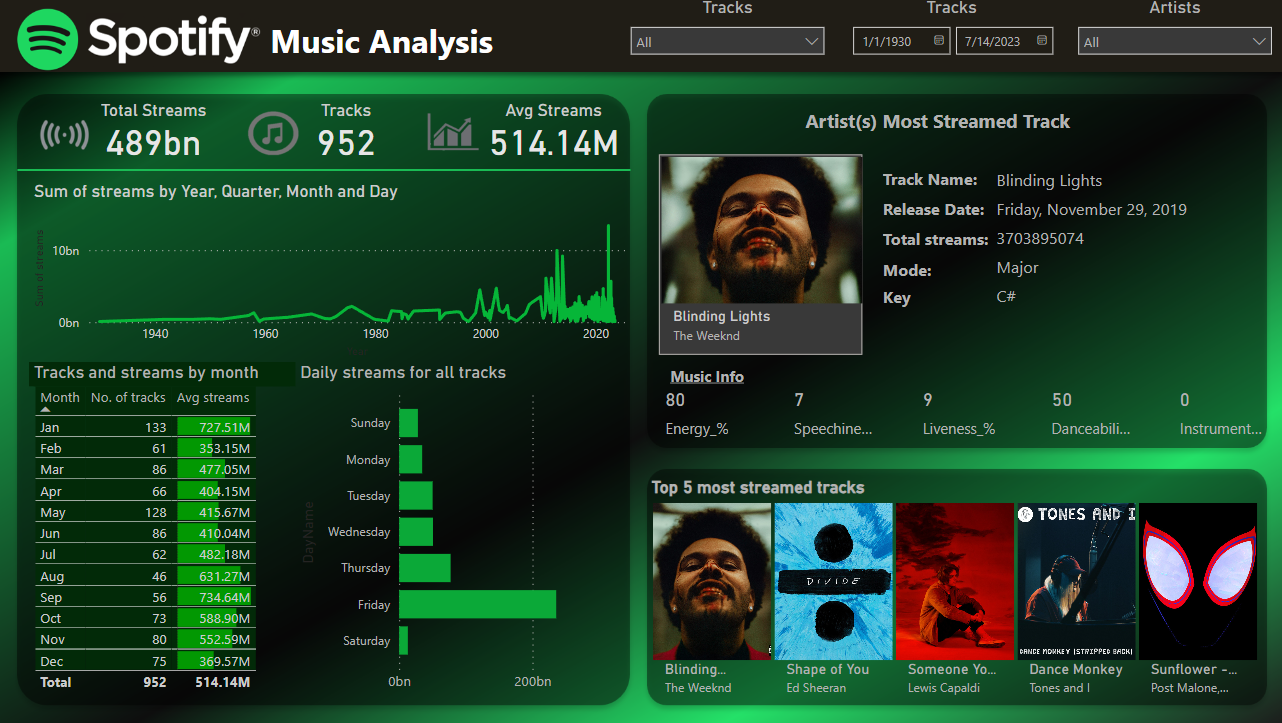 Spotify® Music Analysis
Tracks
All
Tracks
1/1/1930
7/14/2023
Artists
All
Total Streams
489bn
Tracks
952
Avg Streams
514.14M
Sum of streams by Year, Quarter, Month and Day
Sum of streams
10bn
0bn
1940 1960 1980 2000 2020
Tracks and streams by month
Month No. of tracks Avg streams
Jan 133 727.51M
Feb 61 353.15M
Mar 86 477.05M
Apr 66 404.15M
May 128 415.67M
Jun 86 410.04M
Jul 62 482.18M
Aug 46 631.27M
Sep 56 734.64M
Oct 73 588.90M
Nov 80 552.59M
Dec 75 369.57M
Total 952 514.14M
Daily streams for all tracks
DayName
Sunday
Monday
Tuesday
Wednesday
Thursday
Friday
Saturday
0bn 200bn
Artist(s) Most Streamed Track
Blinding Lights
The Weeknd
Track Name: Blinding Lights
Release Date: Friday, November 29, 2019
Total streams: 3703895074
Mode: Major
Key C#
Music Info
80 7 9 50 0
Energy_% Speechine... Liveness_% Danceabili... Instrument...
Top 5 most streamed tracks
DIVIDE
TONES AND I
DANCE MONKEY (STRIPPED BACK)
Blinding... Shape of You Someone Yo... Dance Monkey Sunflower -...
The Weeknd Ed Sheeran Lewis Capaldi Tones and I Post Malone,...